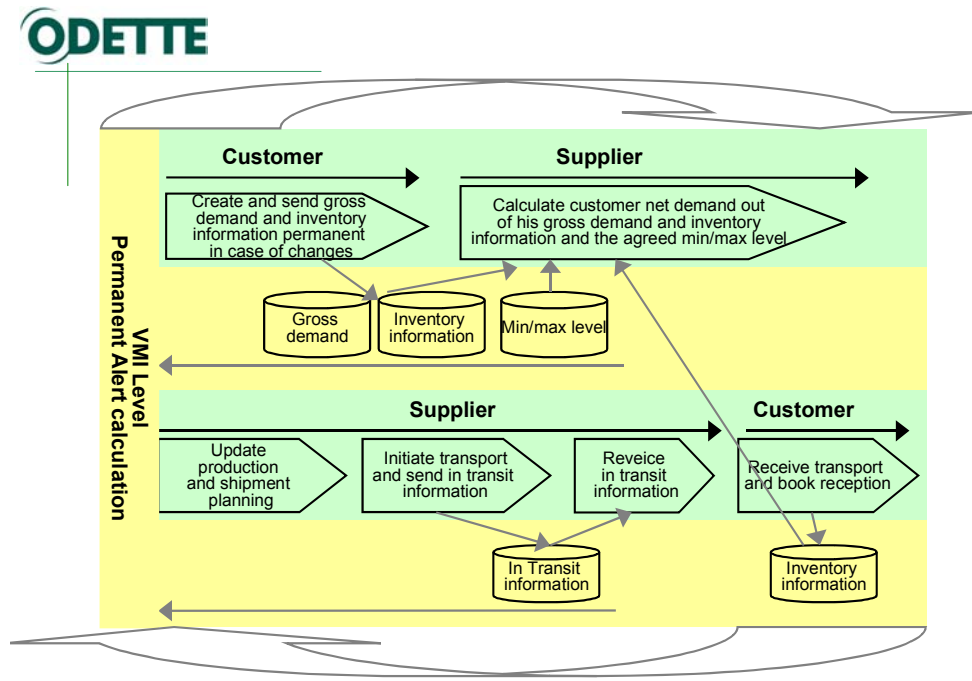 ODETTE
Customer
Supplier
Create and send gross
demand and inventory
information permanent
in case of changes
Calculate customer net demand out
of his gross demand and inventory
information and the agreed min/max level
Gross
demand
Inventory
information
Min/max level
VMI Level
Permanent Alert calculation
Supplier
Customer
Update
production
and shipment
planning
Initiate transport
and send in transit
information
Reveice
in transit
information
Receive transport
and book reception
In Transit
information
Inventory
information